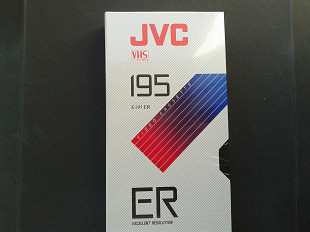 JVC
VHS
195
E-195 ER
VIDEO CASSETTE
ER
EXCELLENT RESOLUTION